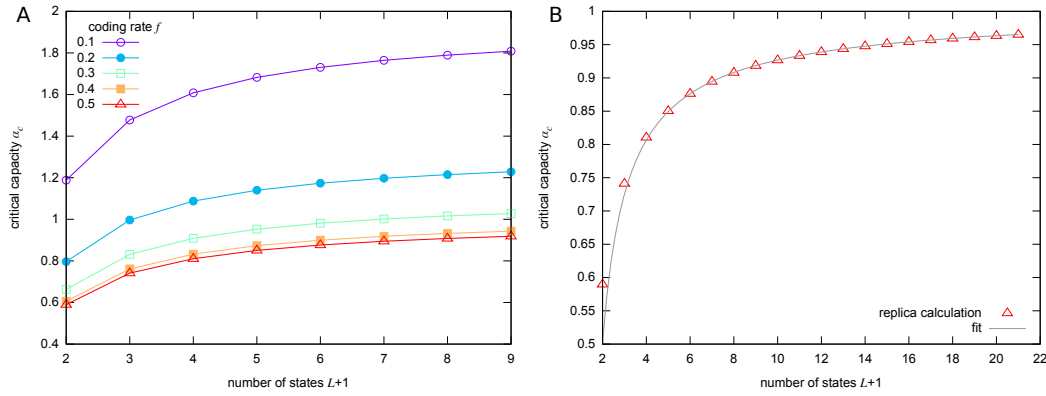 A
critical capacity α_c
2
1.8
1.6
1.4
1.2
1
0.8
0.6
0.4
coding rate f
0.1
0.2
0.3
0.4
0.5
2 3 4 5 6 7 8 9
number of states L+1
B
critical capacity α_c
1
0.95
0.9
0.85
0.8
0.75
0.7
0.65
0.6
0.55
0.5
replica calculation
fit
2 4 6 8 10 12 14 16 18 20 22
number of states L+1